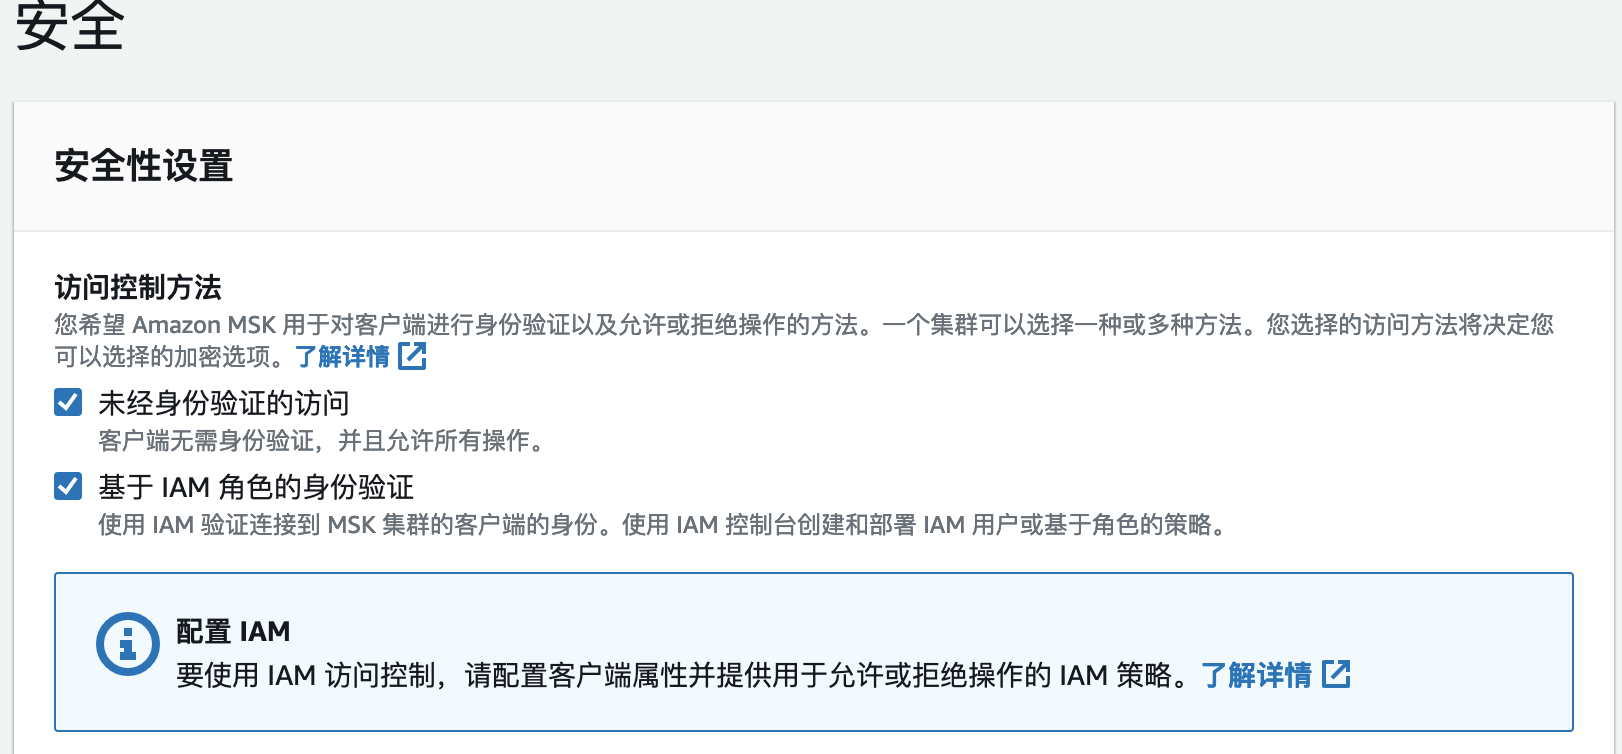 安全
安全性设置
访问控制方法
您希望 Amazon MSK 用于对客户端进行身份验证以及允许或拒绝操作的方法。一个集群可以选择一种或多种方法。您选择的访问方法将决定您
可以选择的加密选项。了解详情
未经身份验证的访问
客户端无需身份验证，并且允许所有操作。
基于 IAM 角色的身份验证
使用 IAM 验证连接到 MSK 集群的客户端的身份。使用 IAM 控制台创建和部署 IAM 用户或基于角色的策略。
配置 IAM
要使用 IAM 访问控制，请配置客户端属性并提供用于允许或拒绝操作的 IAM 策略。了解详情